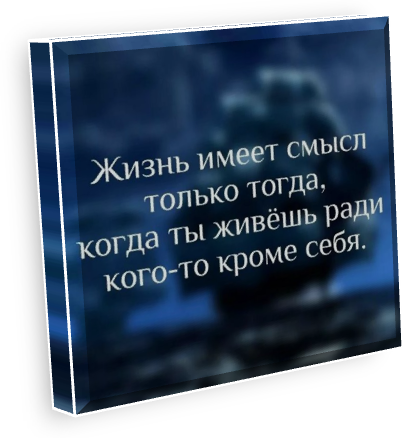 Жизнь имеет смысл
только тогда,
когда ты живёшь ради
кого-то кроме себя.